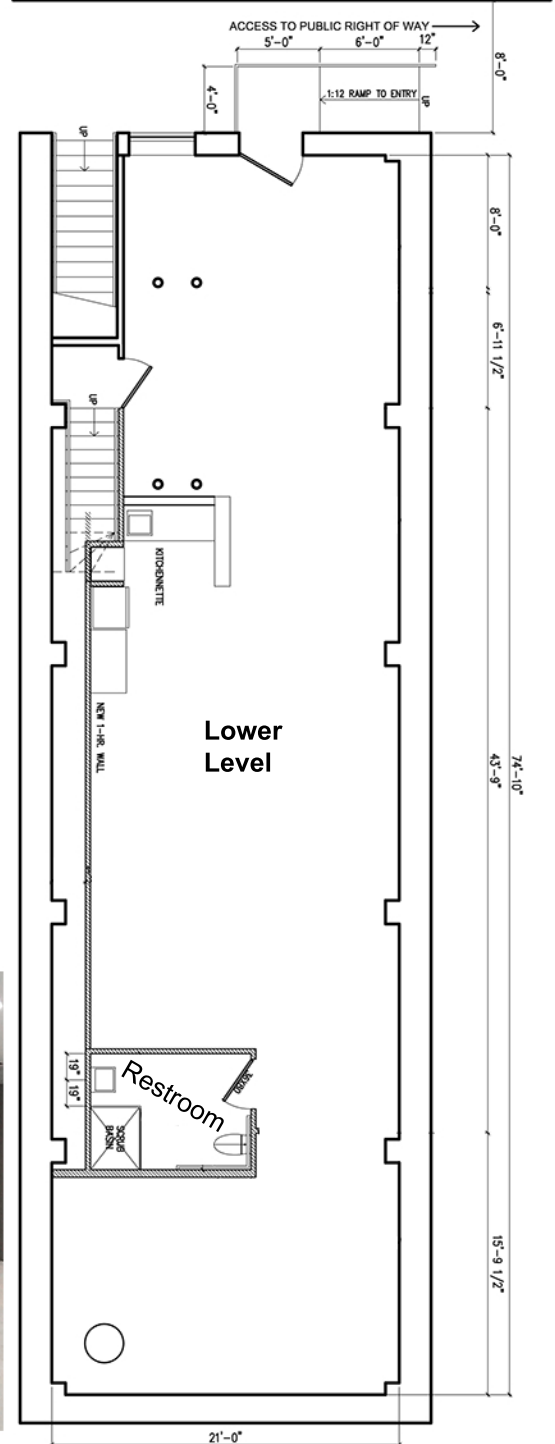 ACCESS TO PUBLIC RIGHT OF WAY
5'-0" 6'-0" 12"
8'-0"
4'-0"
1:12 RAMP TO ENTRY
UP
UP
8'-0"
6'-11 1/2"
UP
KITCHENNETTE
NEW 1-HR. WALL
Lower
Level
74'-10"
43'-9"
19"
19"
Restroom
SCRUB
BASIN
15'-9 1/2"
21'-0"